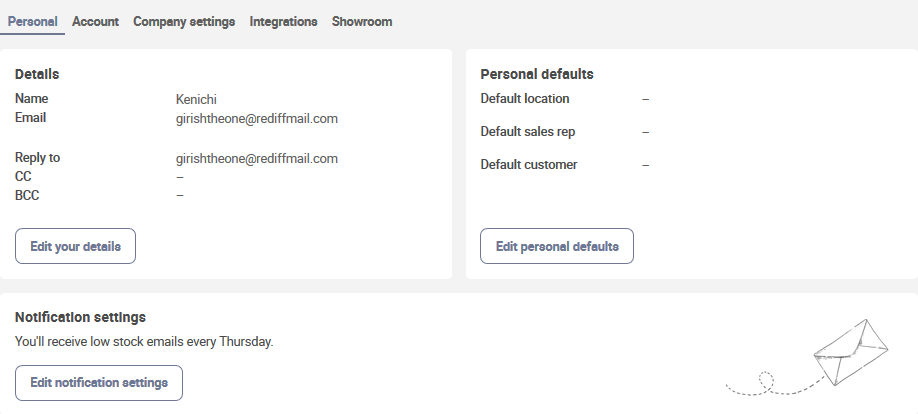 Personal Account Company settings Integrations Showroom
Details
Name Kenichi
Email girishtheone@rediffmail.com
Reply to girishtheone@rediffmail.com
CC –
BCC –
Edit your details
Personal defaults
Default location –
Default sales rep –
Default customer –
Edit personal defaults
Notification settings
You'll receive low stock emails every Thursday.
Edit notification settings